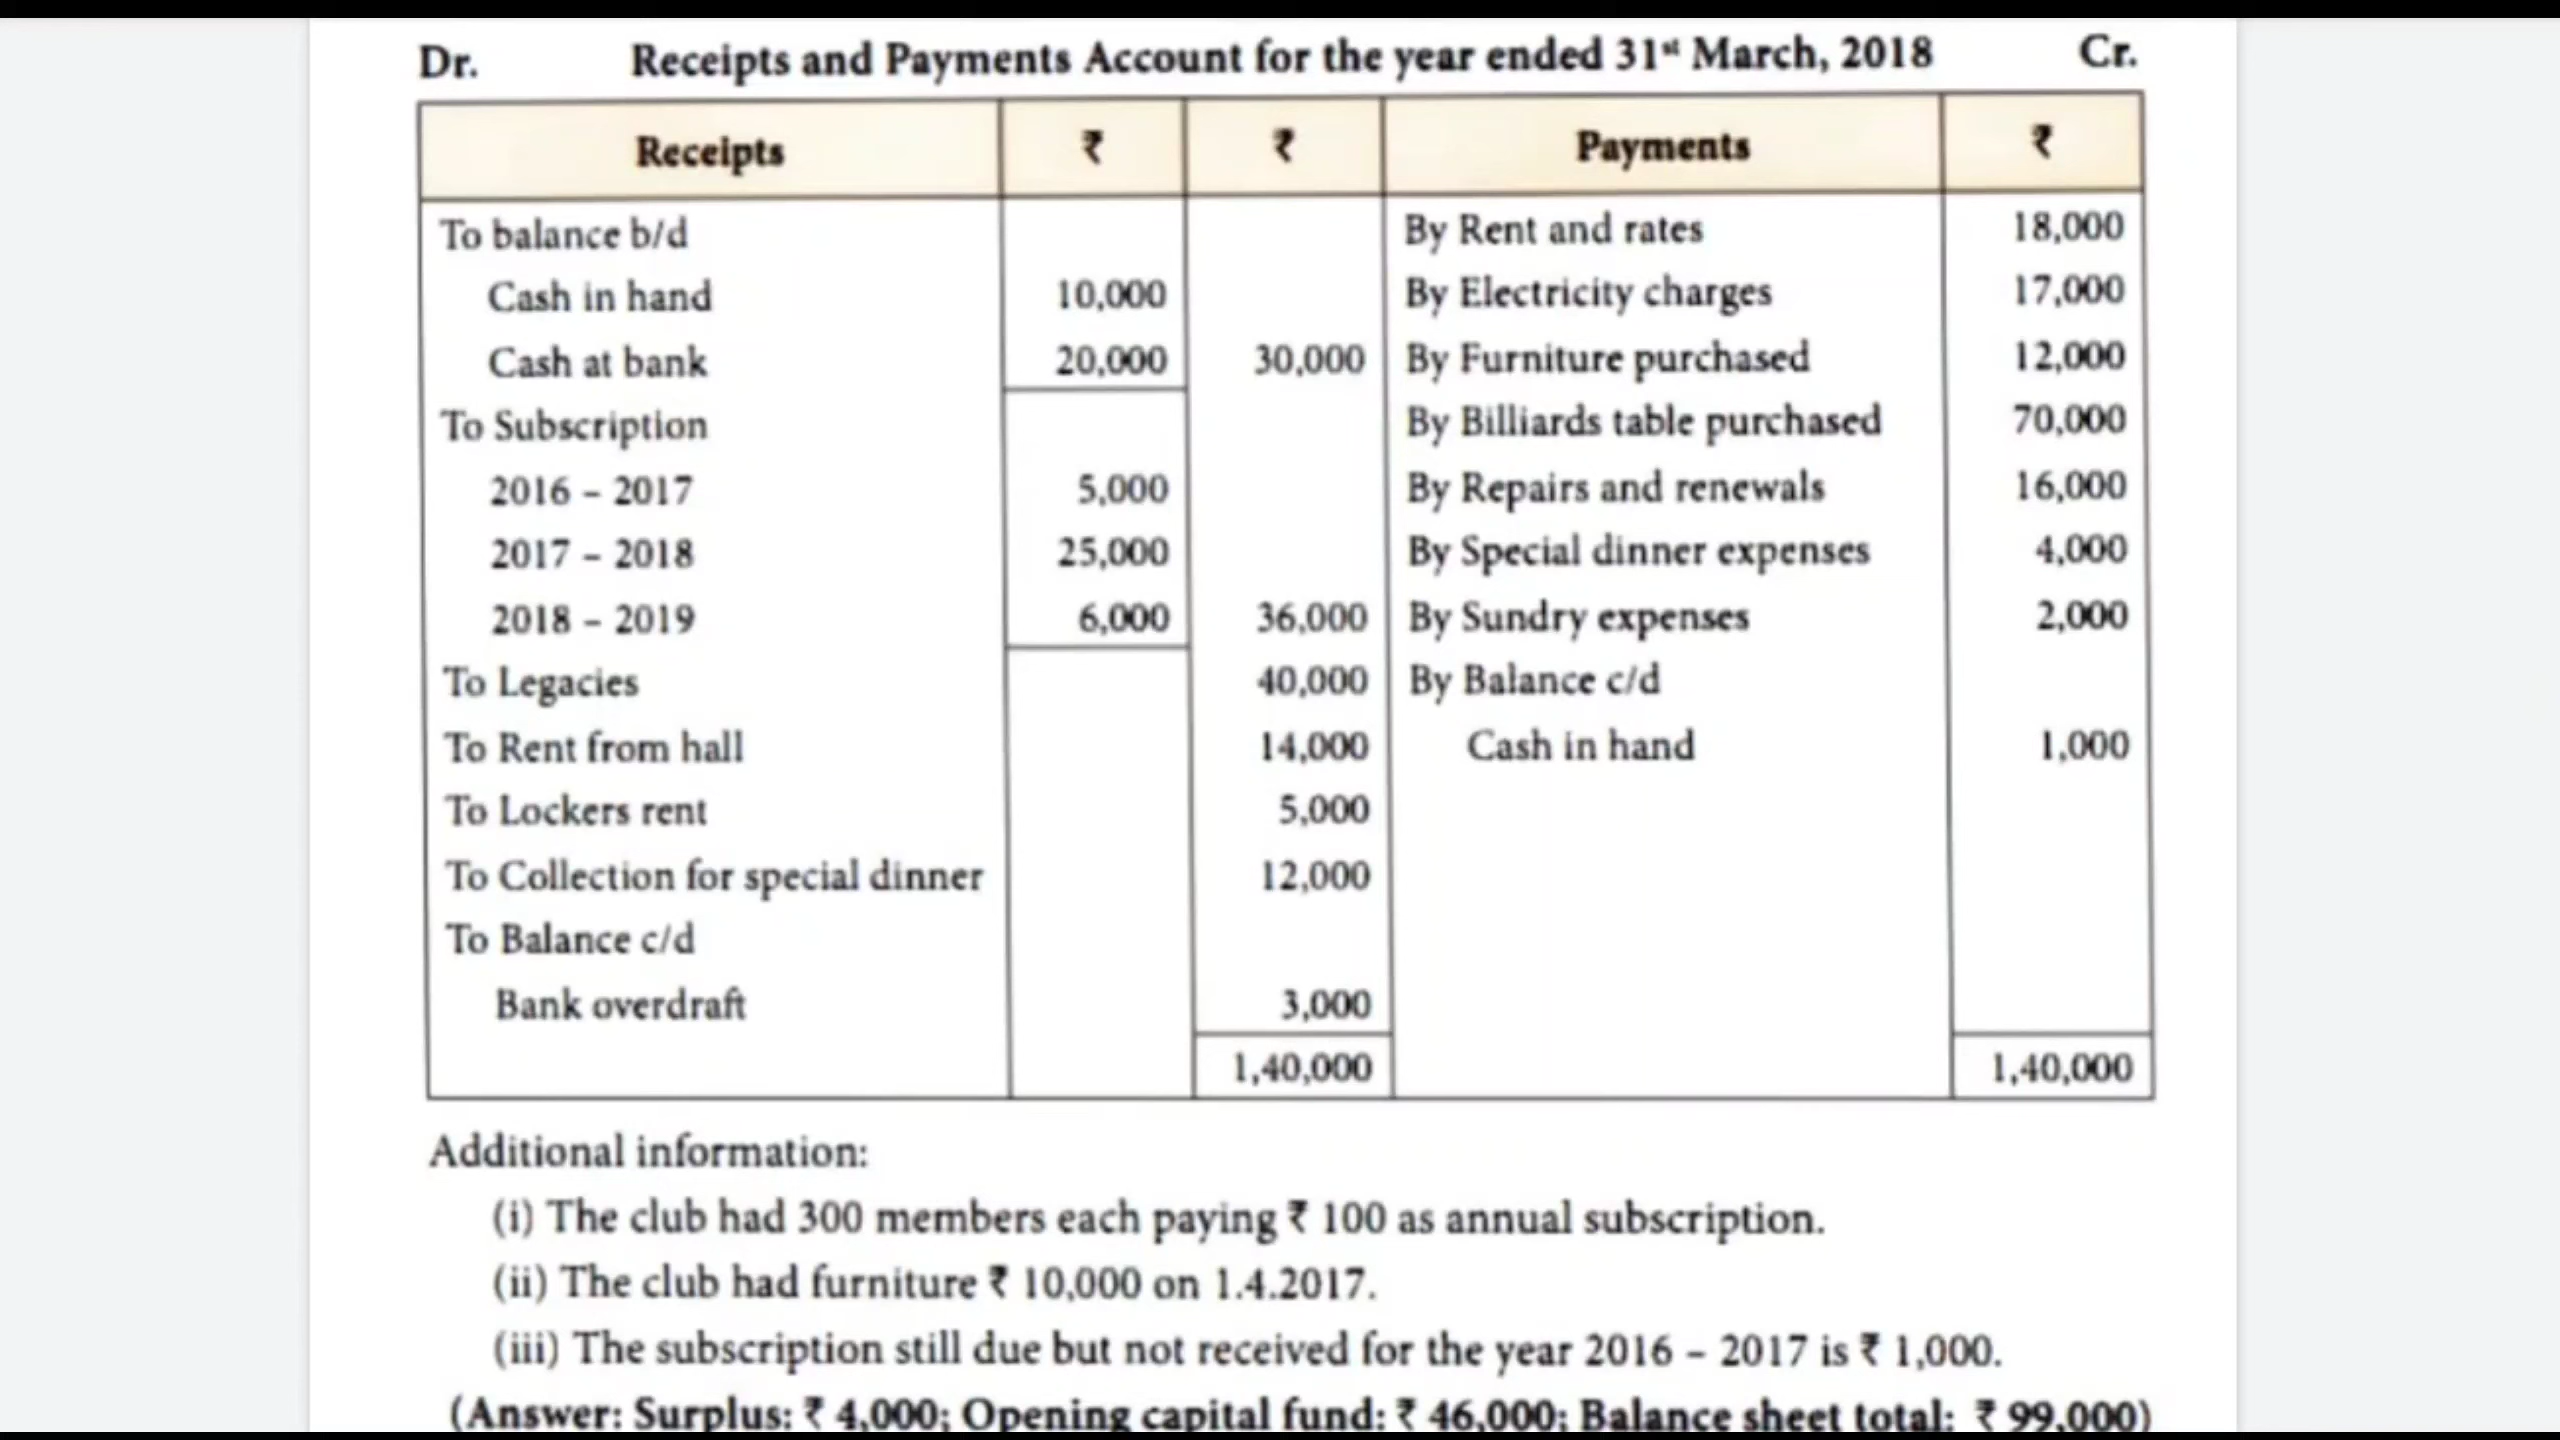 Dr. Receipts and Payments Account for the year ended 31st March, 2018 Cr.
Receipts ₹ ₹ Payments ₹
To balance b/d By Rent and rates 18,000
Cash in hand 10,000 By Electricity charges 17,000
Cash at bank 20,000 30,000 By Furniture purchased 12,000
To Subscription By Billiards table purchased 70,000
2016 – 2017 5,000 By Repairs and renewals 16,000
2017 – 2018 25,000 By Special dinner expenses 4,000
2018 – 2019 6,000 36,000 By Sundry expenses 2,000
To Legacies 40,000 By Balance c/d
To Rent from hall 14,000 Cash in hand 1,000
To Lockers rent 5,000
To Collection for special dinner 12,000
To Balance c/d
Bank overdraft 3,000
1,40,000 1,40,000
Additional information:
(i) The club had 300 members each paying ₹ 100 as annual subscription.
(ii) The club had furniture ₹ 10,000 on 1.4.2017.
(iii) The subscription still due but not received for the year 2016 – 2017 is ₹ 1,000.
(Answer: Surplus: ₹ 4,000; Opening capital fund: ₹ 46,000; Balance sheet total: ₹ 99,000)